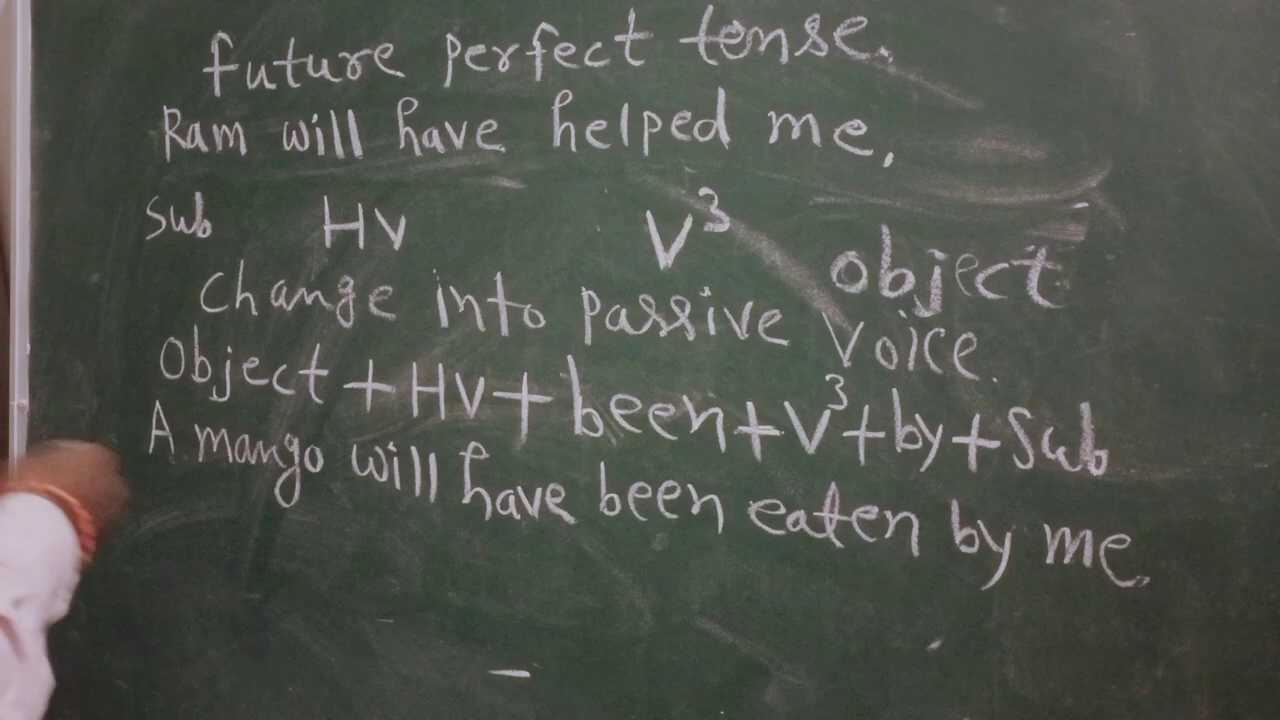 future perfect tense.
Ram will have helped me.
Sub HV V³ object
Change into passive voice.
Object + HV + been + V³ + by + Sub
A mango will have been eaten by me.